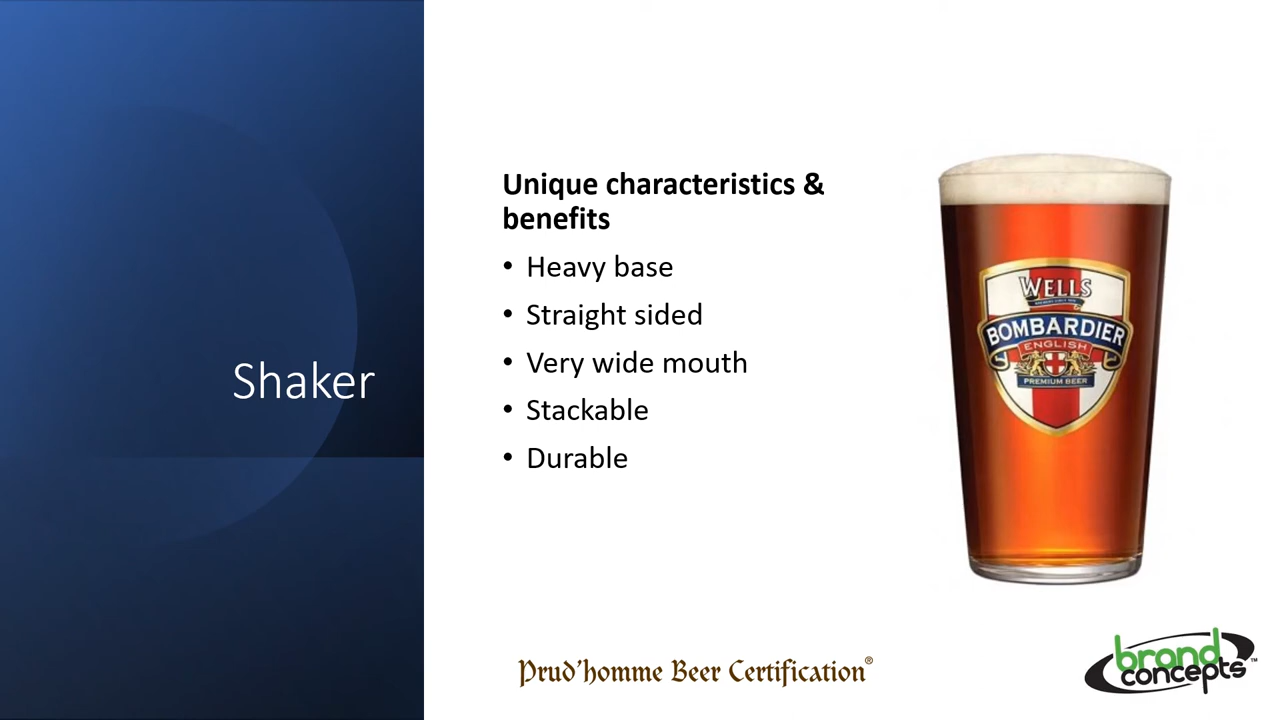 Shaker
Unique characteristics &
benefits
• Heavy base
• Straight sided
• Very wide mouth
• Stackable
• Durable
WELLS
BOMBARDIER
ENGLISH
PREMIUM BEER
Prud'homme Beer Certification®
brand
concepts™